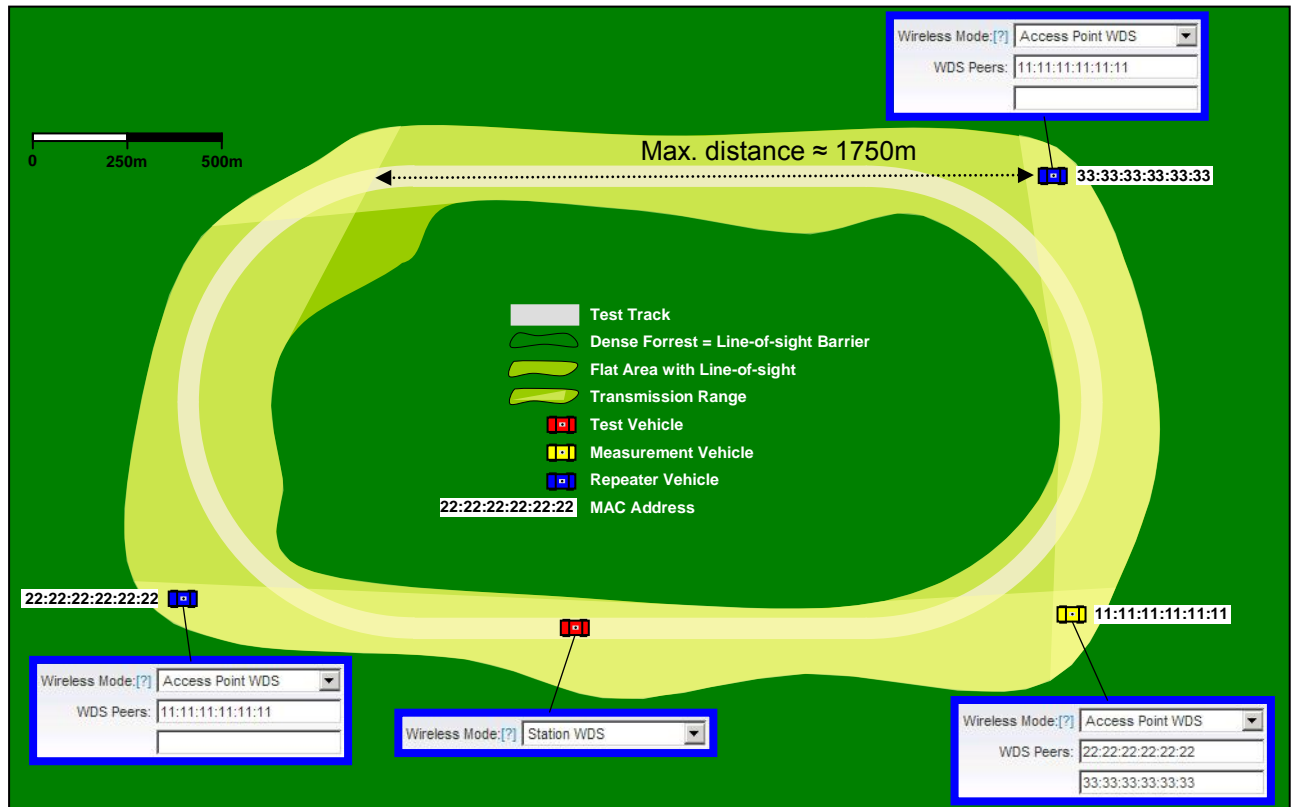 Wireless Mode:[?] Access Point WDS
WDS Peers: 11:11:11:11:11:11
0 250m 500m
Max. distance ≈ 1750m
33:33:33:33:33:33
Test Track
Dense Forrest = Line-of-sight Barrier
Flat Area with Line-of-sight
Transmission Range
Test Vehicle
Measurement Vehicle
Repeater Vehicle
22:22:22:22:22:22 MAC Address
22:22:22:22:22:22
11:11:11:11:11:11
Wireless Mode:[?] Access Point WDS
WDS Peers: 11:11:11:11:11:11
Wireless Mode:[?] Station WDS
Wireless Mode:[?] Access Point WDS
WDS Peers: 22:22:22:22:22:22
33:33:33:33:33:33